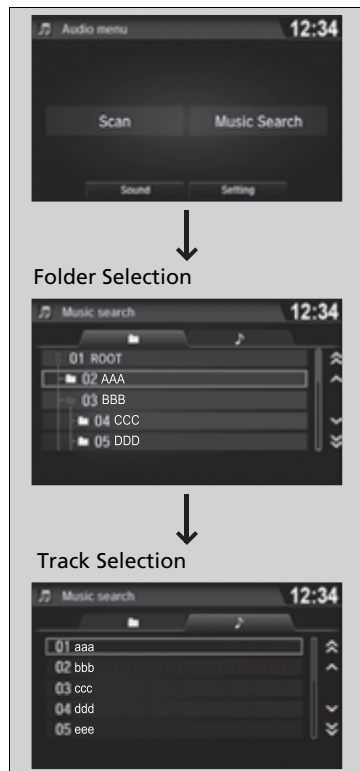 Audio menu 12:34
Scan Music Search
Sound Setting
Folder Selection
Music search 12:34
01 ROOT
02 AAA
03 BBB
04 CCC
05 DDD
Track Selection
Music search 12:34
01 aaa
02 bbb
03 ccc
04 ddd
05 eee